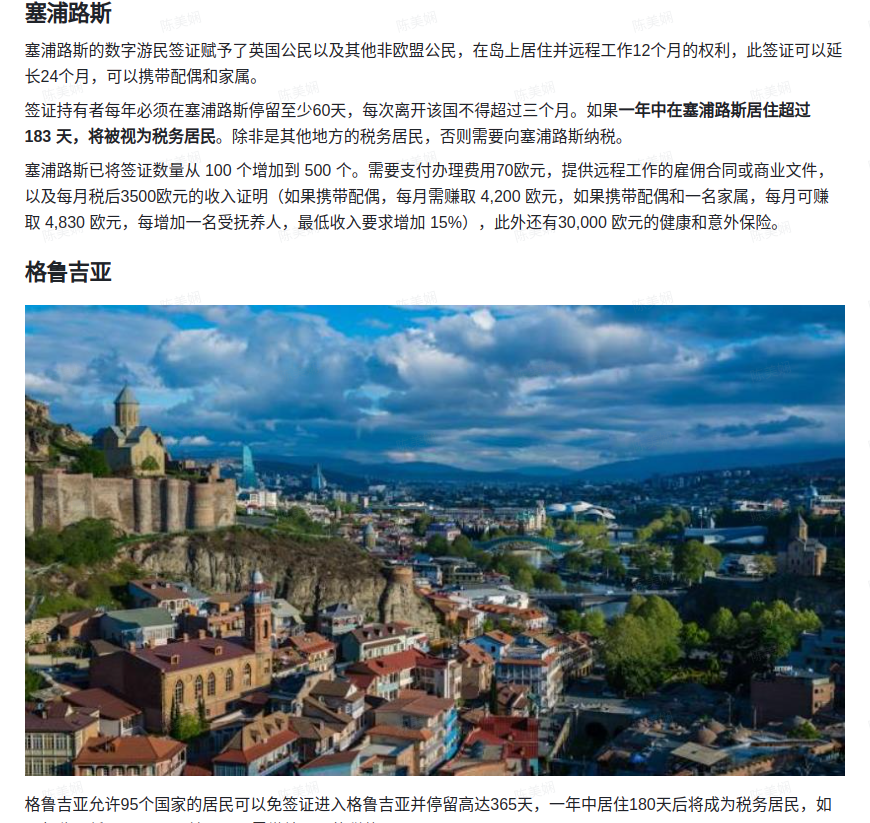 塞浦路斯
塞浦路斯的数字游民签证赋予了英国公民以及其他非欧盟公民，在岛上居住并远程工作12个月的权利，此签证可以延
长24个月，可以携带配偶和家属。
签证持有者每年必须在塞浦路斯停留至少60天，每次离开该国不得超过三个月。如果一年中在塞浦路斯居住超过
183 天，将被视为税务居民。除非是其他地方的税务居民，否则需要向塞浦路斯纳税。
塞浦路斯已将签证数量从 100 个增加到 500 个。需要支付办理费用70欧元，提供远程工作的雇佣合同或商业文件，
以及每月税后3500欧元的收入证明（如果携带配偶，每月需赚取 4,200 欧元，如果携带配偶和一名家属，每月可赚
取 4,830 欧元，每增加一名受抚养人，最低收入要求增加 15%），此外还有30,000 欧元的健康和意外保险。
格鲁吉亚
格鲁吉亚允许95个国家的居民可以免签证进入格鲁吉亚并停留高达365天，一年中居住180天后将成为税务居民，如